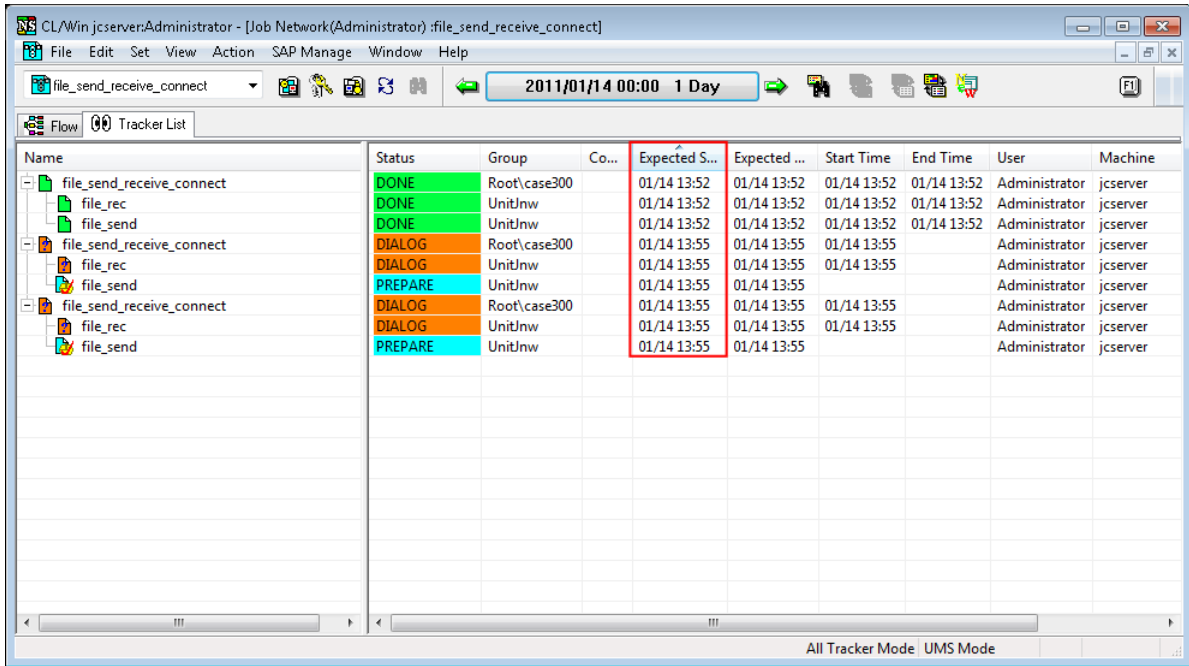 NS CL/Win jcserver:Administrator - [Job Network(Administrator) :file_send_receive_connect]
File Edit Set View Action SAP Manage Window Help
file_send_receive_connect 2011/01/14 00:00 1 Day F1
Flow Tracker List
Name Status Group Co... Expected S... Expected ... Start Time End Time User Machine
file_send_receive_connect DONE Root\case300 01/14 13:52 01/14 13:52 01/14 13:52 01/14 13:52 Administrator jcserver
file_rec DONE UnitJnw 01/14 13:52 01/14 13:52 01/14 13:52 01/14 13:52 Administrator jcserver
file_send DONE UnitJnw 01/14 13:52 01/14 13:52 01/14 13:52 01/14 13:52 Administrator jcserver
file_send_receive_connect DIALOG Root\case300 01/14 13:55 01/14 13:55 01/14 13:55 Administrator jcserver
file_rec DIALOG UnitJnw 01/14 13:55 01/14 13:55 01/14 13:55 Administrator jcserver
file_send PREPARE UnitJnw 01/14 13:55 01/14 13:55 Administrator jcserver
file_send_receive_connect DIALOG Root\case300 01/14 13:55 01/14 13:55 01/14 13:55 Administrator jcserver
file_rec DIALOG UnitJnw 01/14 13:55 01/14 13:55 01/14 13:55 Administrator jcserver
file_send PREPARE UnitJnw 01/14 13:55 01/14 13:55 Administrator jcserver
All Tracker Mode UMS Mode